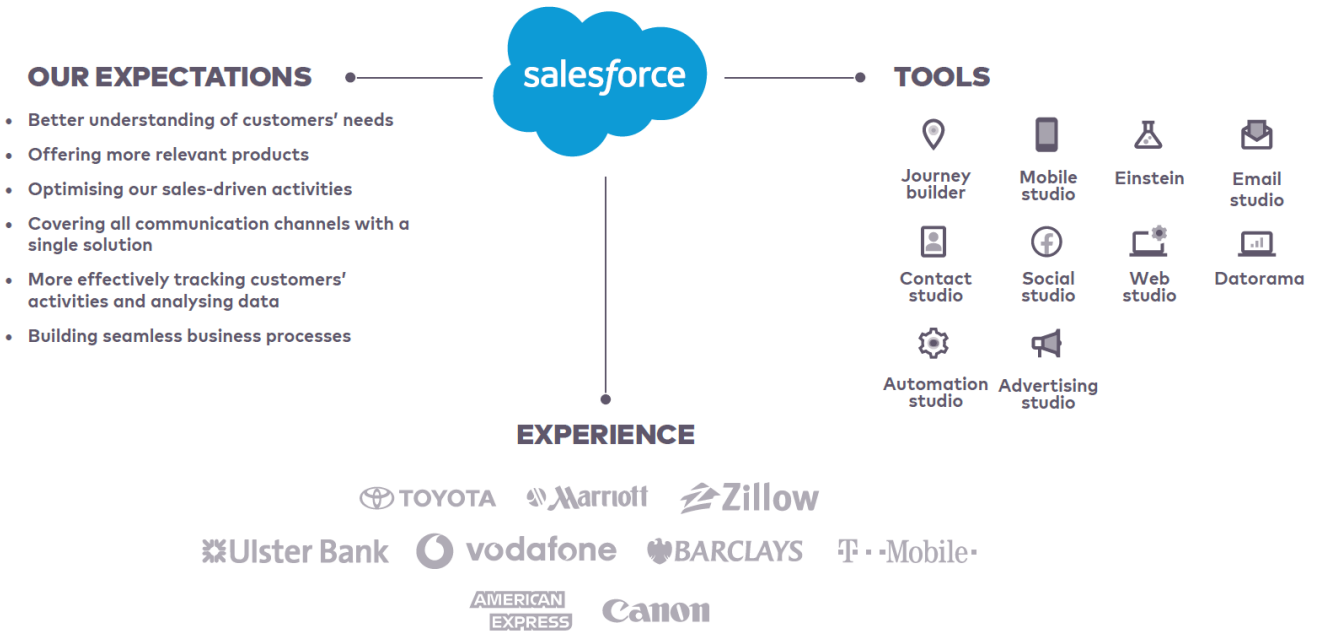 salesforce
OUR EXPECTATIONS
• Better understanding of customers’ needs
• Offering more relevant products
• Optimising our sales-driven activities
• Covering all communication channels with a
single solution
• More effectively tracking customers’
activities and analysing data
• Building seamless business processes
TOOLS
Journey
builder
Mobile
studio
Einstein
Email
studio
Contact
studio
Social
studio
Web
studio
Datorama
Automation
studio
Advertising
studio
EXPERIENCE
TOYOTA
Marriott
Zillow
Ulster Bank
vodafone
BARCLAYS
T··Mobile·
AMERICAN
EXPRESS
Canon